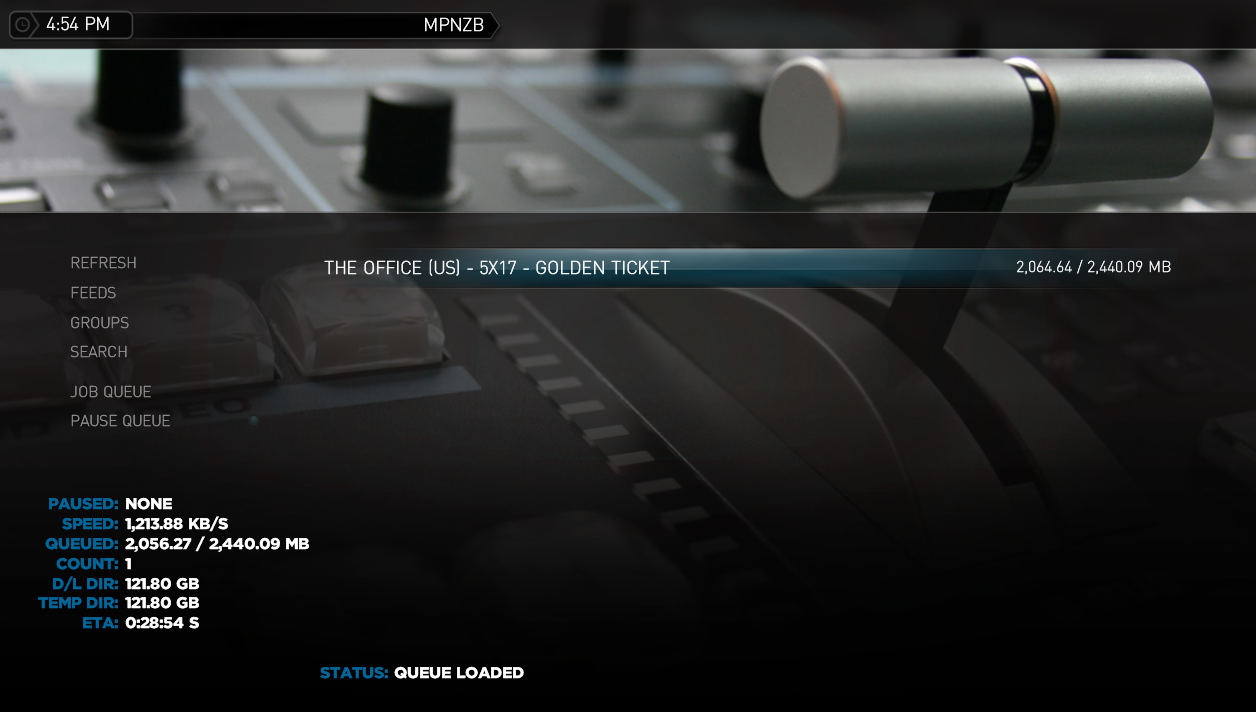 4:54 PM
MPNZB
REFRESH
FEEDS
GROUPS
SEARCH
JOB QUEUE
PAUSE QUEUE
THE OFFICE (US) - 5X17 - GOLDEN TICKET 2,064.64 / 2,440.09 MB
PAUSED: NONE
SPEED: 1,213.88 KB/S
QUEUED: 2,056.27 / 2,440.09 MB
COUNT: 1
D/L DIR: 121.80 GB
TEMP DIR: 121.80 GB
ETA: 0:28:54 S
STATUS: QUEUE LOADED